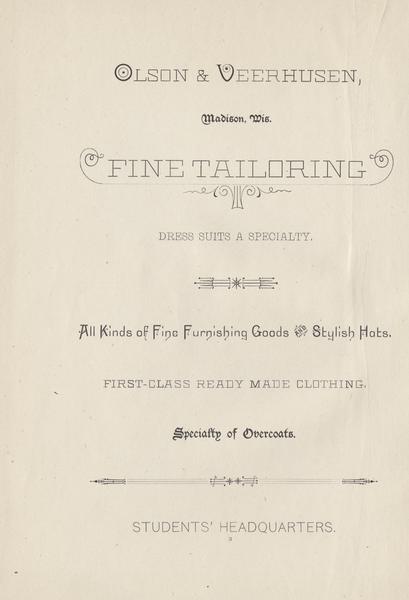 Olson & Veerhusen,
Madison, Wis.
FINE TAILORING
DRESS SUITS A SPECIALTY.
All Kinds of Fine Furnishing Goods and Stylish Hats.
FIRST-CLASS READY MADE CLOTHING.
Specialty of Overcoats.
STUDENTS' HEADQUARTERS.